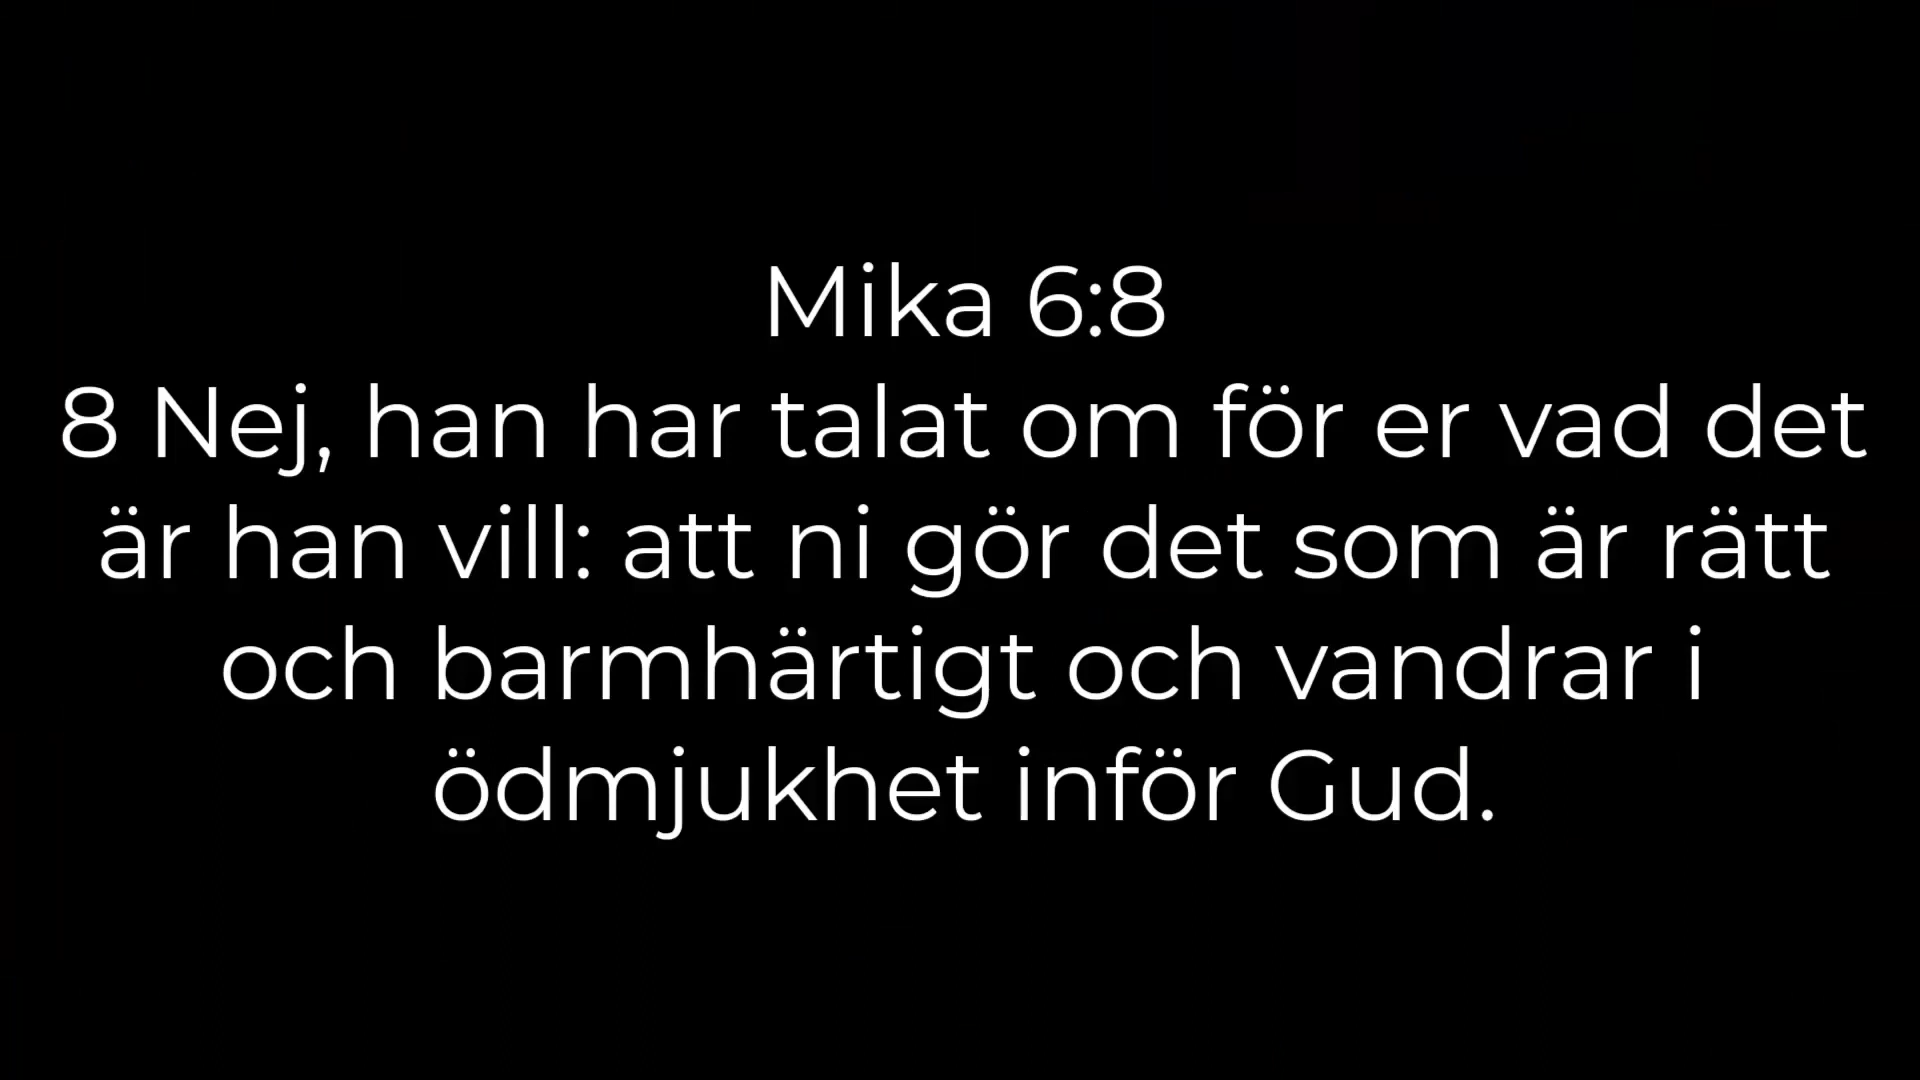 Mika 6:8
8 Nej, han har talat om för er vad det
är han vill: att ni gör det som är rätt
och barmhärtigt och vandrar i
ödmjukhet inför Gud.